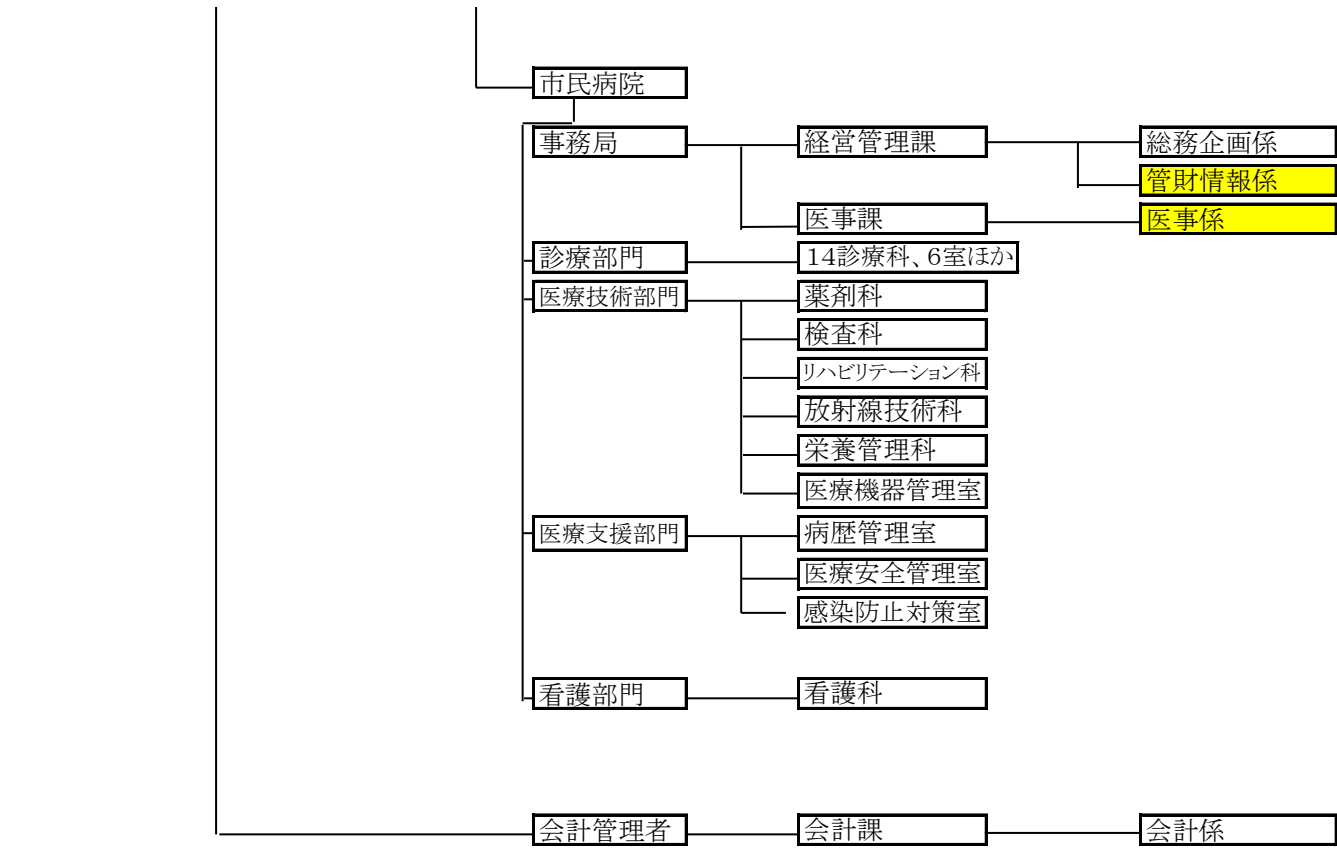 市民病院
事務局
経営管理課
総務企画係
管財情報係
医事課
医事係
診療部門
14診療科、6室ほか
医療技術部門
薬剤科
検査科
リハビリテーション科
放射線技術科
栄養管理科
医療機器管理室
医療支援部門
病歴管理室
医療安全管理室
感染防止対策室
看護部門
看護科
会計管理者
会計課
会計係